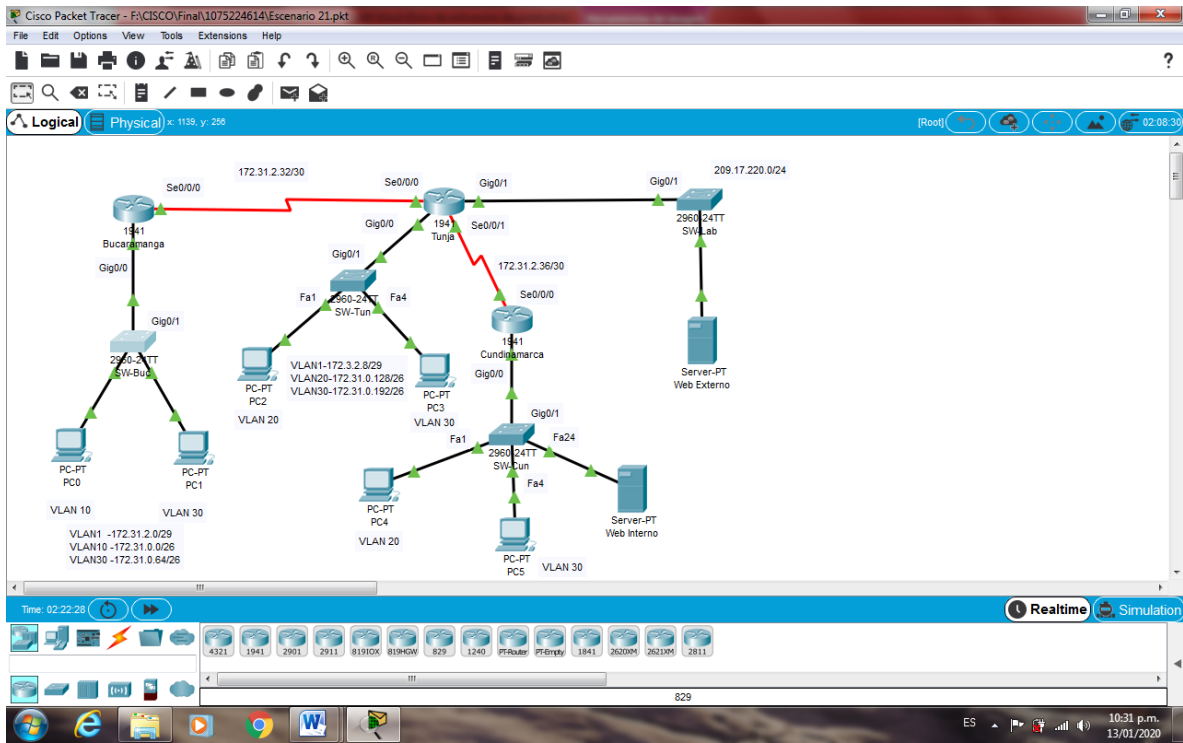 Cisco Packet Tracer - F:\CISCO\Final\1075224614\Escenario 21.pkt
File Edit Options View Tools Extensions Help
?
Logical Physical x: 1139, y: 256 [Root] 02:08:30
172.31.2.32/30
209.17.220.0/24
Se0/0/0
Se0/0/0
Gig0/1
Gig0/1
1941
Bucaramanga
Gig0/0
1941
Tunja
Se0/0/1
2960-24TT
SW-Lab
Gig0/0
Gig0/1
172.31.2.36/30
Fa1
2960-24TT
SW-Tun
Fa4
Se0/0/0
Gig0/1
2960-24TT
SW-Buc
1941
Cundinamarca
VLAN1-172.3.2.8/29
VLAN20-172.31.0.128/26
VLAN30-172.31.0.192/26
Gig0/0
Server-PT
Web Externo
PC-PT
PC2
PC-PT
PC3
VLAN 20
VLAN 30
Gig0/1
Fa1
2960-24TT
SW-Cun
Fa24
Fa4
PC-PT
PC0
PC-PT
PC1
VLAN 10
VLAN 30
PC-PT
PC4
Server-PT
Web Interno
VLAN1 -172.31.2.0/29
VLAN10 -172.31.0.0/26
VLAN30 -172.31.0.64/26
VLAN 20
PC-PT
PC5
VLAN 30
Time: 02:22:28 Realtime Simulation
4321 1941 2901 2911 819IOX 819HGW 829 1240 PT-Router PT-Empty 1841 2620XM 2621XM 2811
829
ES 10:31 p.m.
13/01/2020